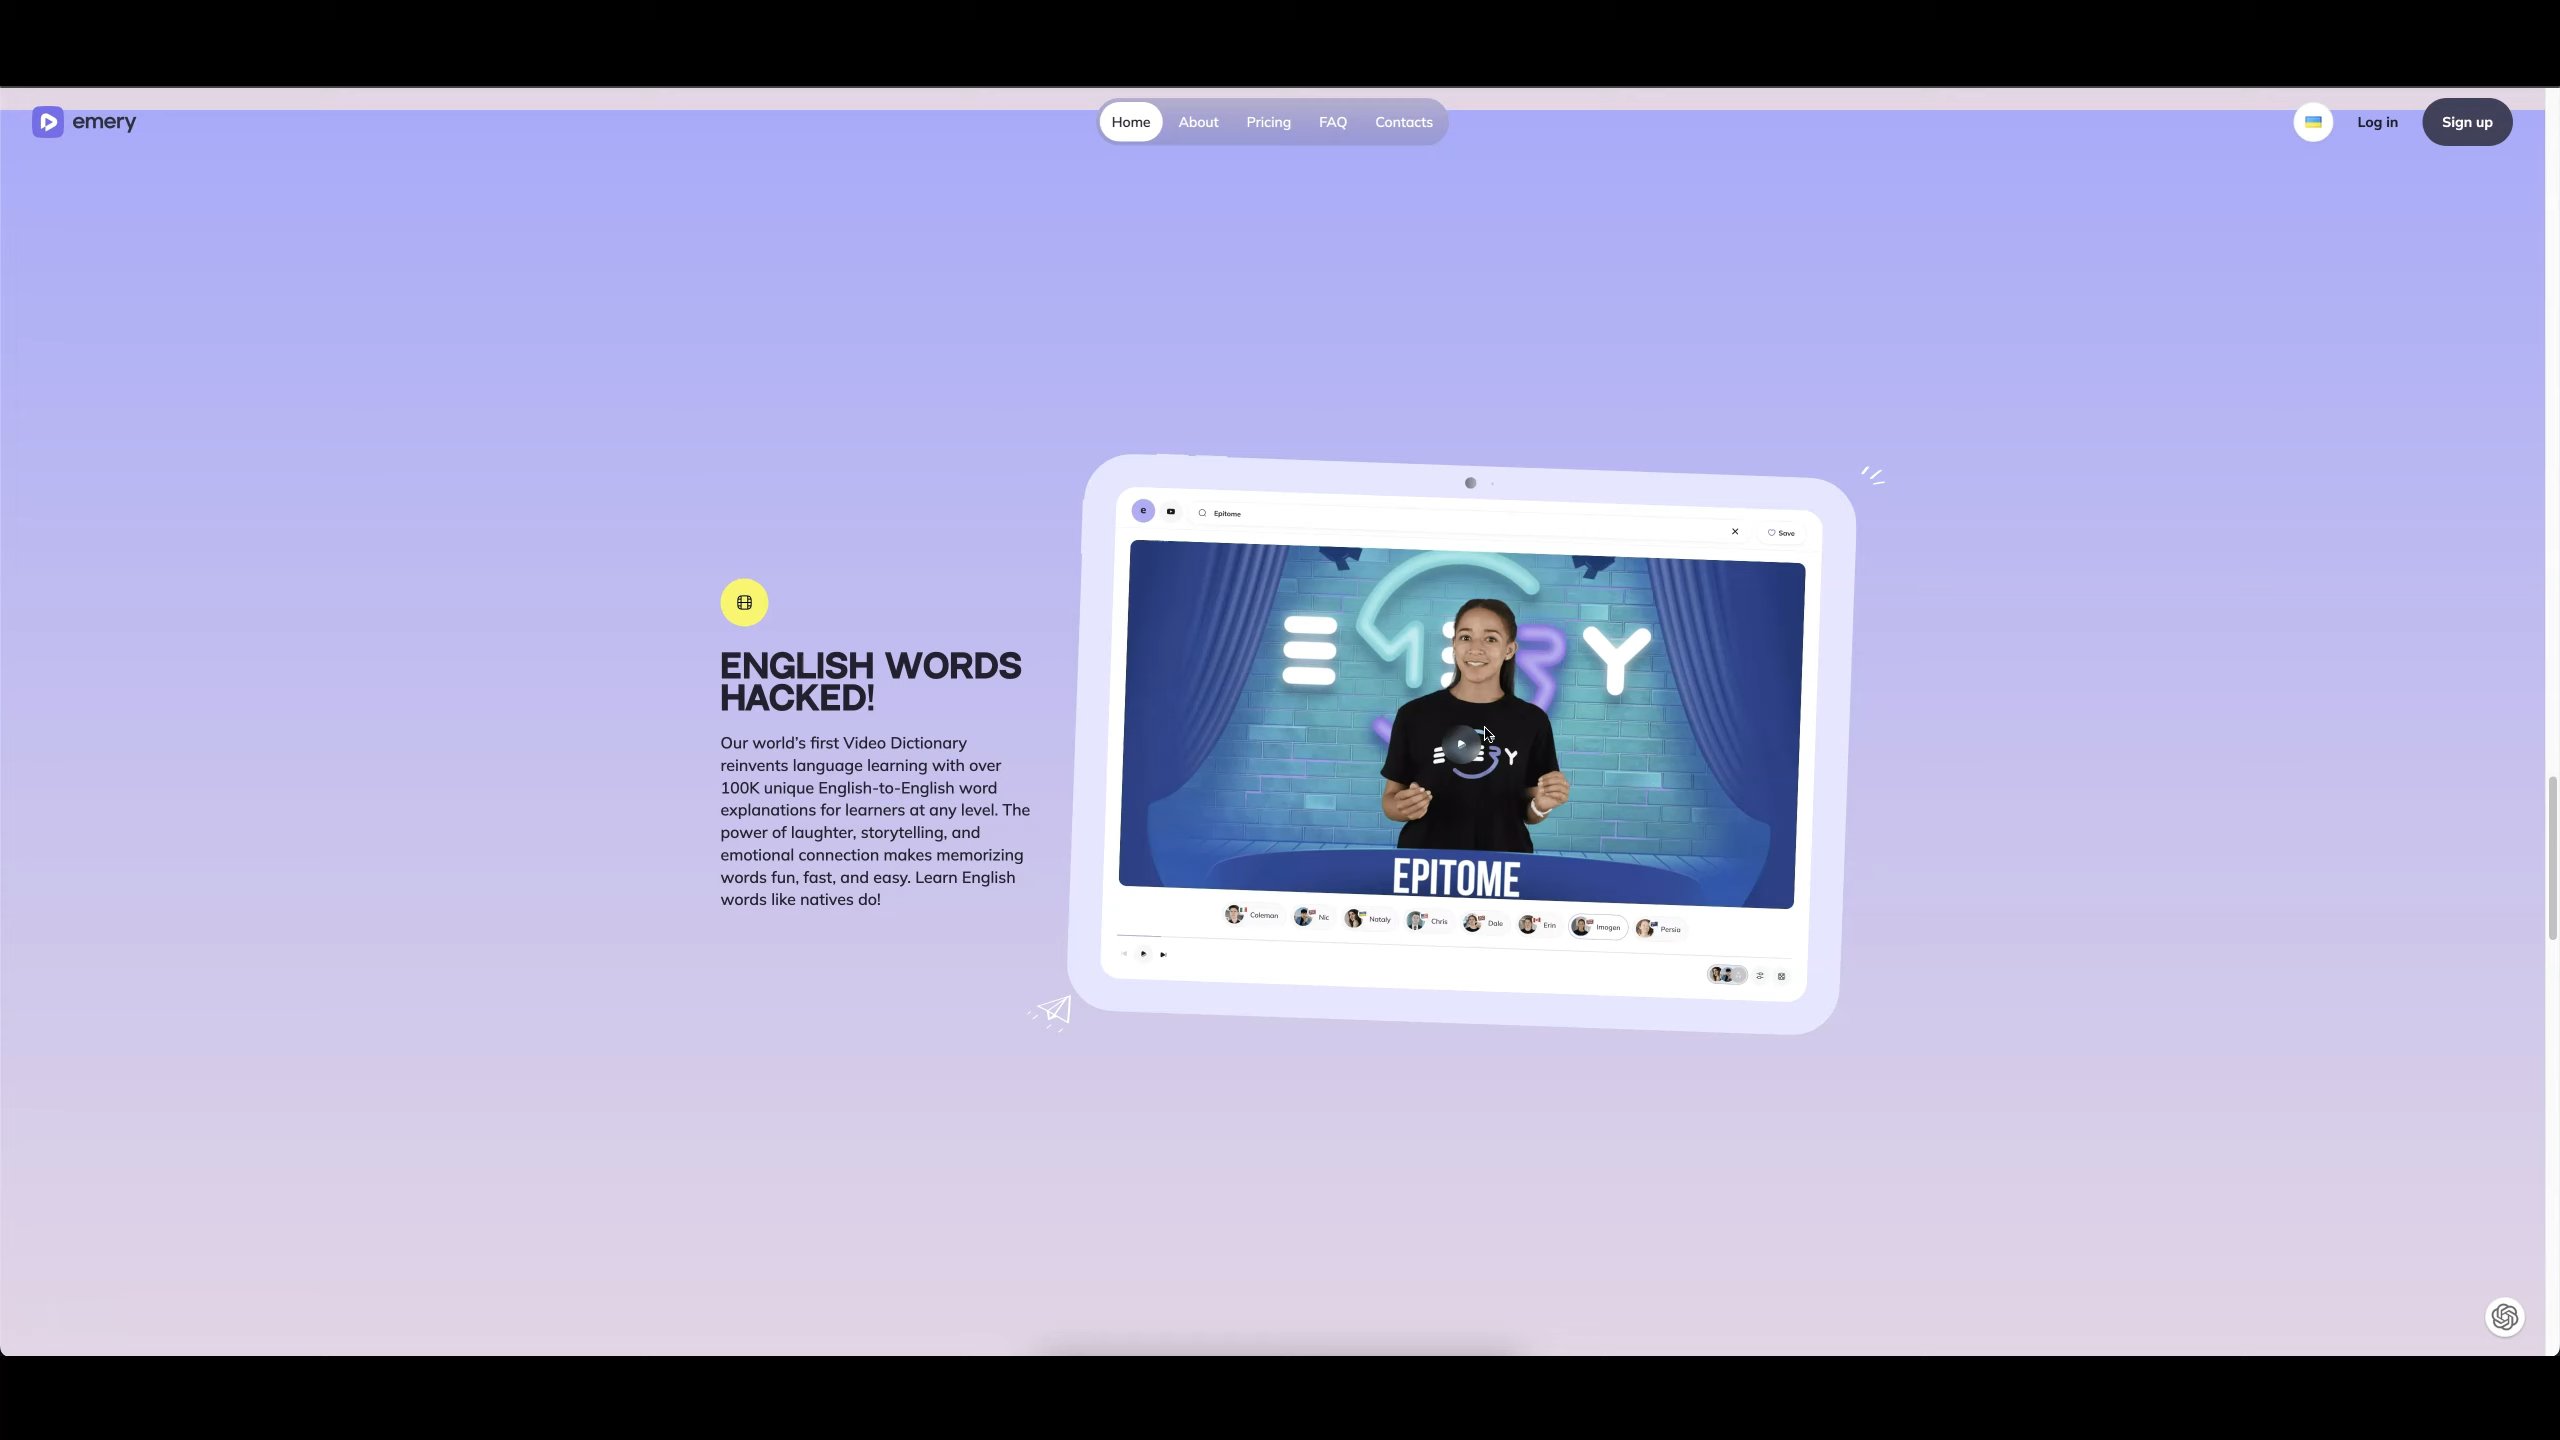 emery
Home
About
Pricing
FAQ
Contacts
Log in
Sign up
ENGLISH WORDS
HACKED!
Our world's first Video Dictionary
reinvents language learning with over
100K unique English-to-English word
explanations for learners at any level. The
power of laughter, storytelling, and
emotional connection makes memorizing
words fun, fast, and easy. Learn English
words like natives do!
e
Epitome
Save
EPITOME
Coleman
Nic
Nataly
Chris
Dale
Erin
Imogen
Persia